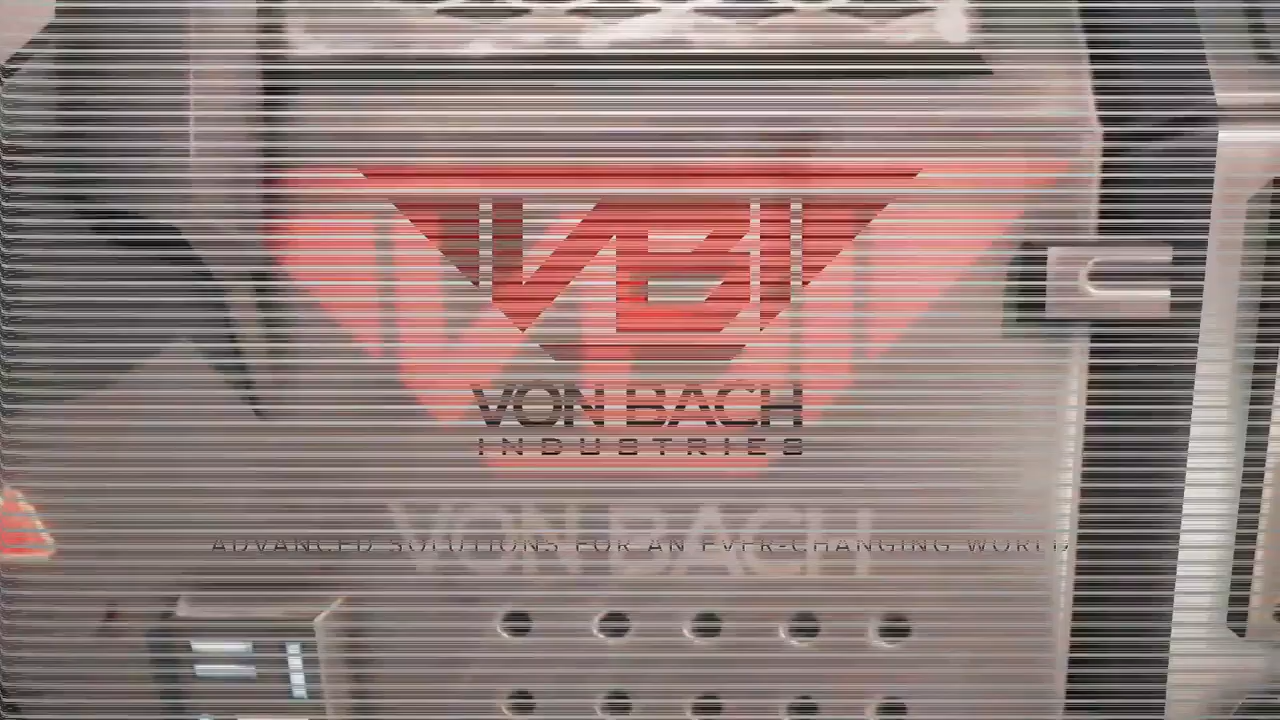 VBI
VON BACH
INDUSTRIES
VON BACH
ADVANCED SOLUTIONS FOR AN EVER-CHANGING WORLD